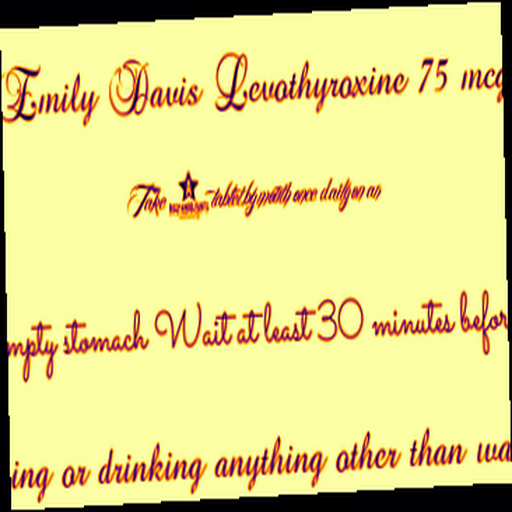 Emily Davis Levothyroxine 75 mcg
Take tablet by mouth once daily on an
mpty stomach Wait at least 30 minutes befor
ing or drinking anything other than wa